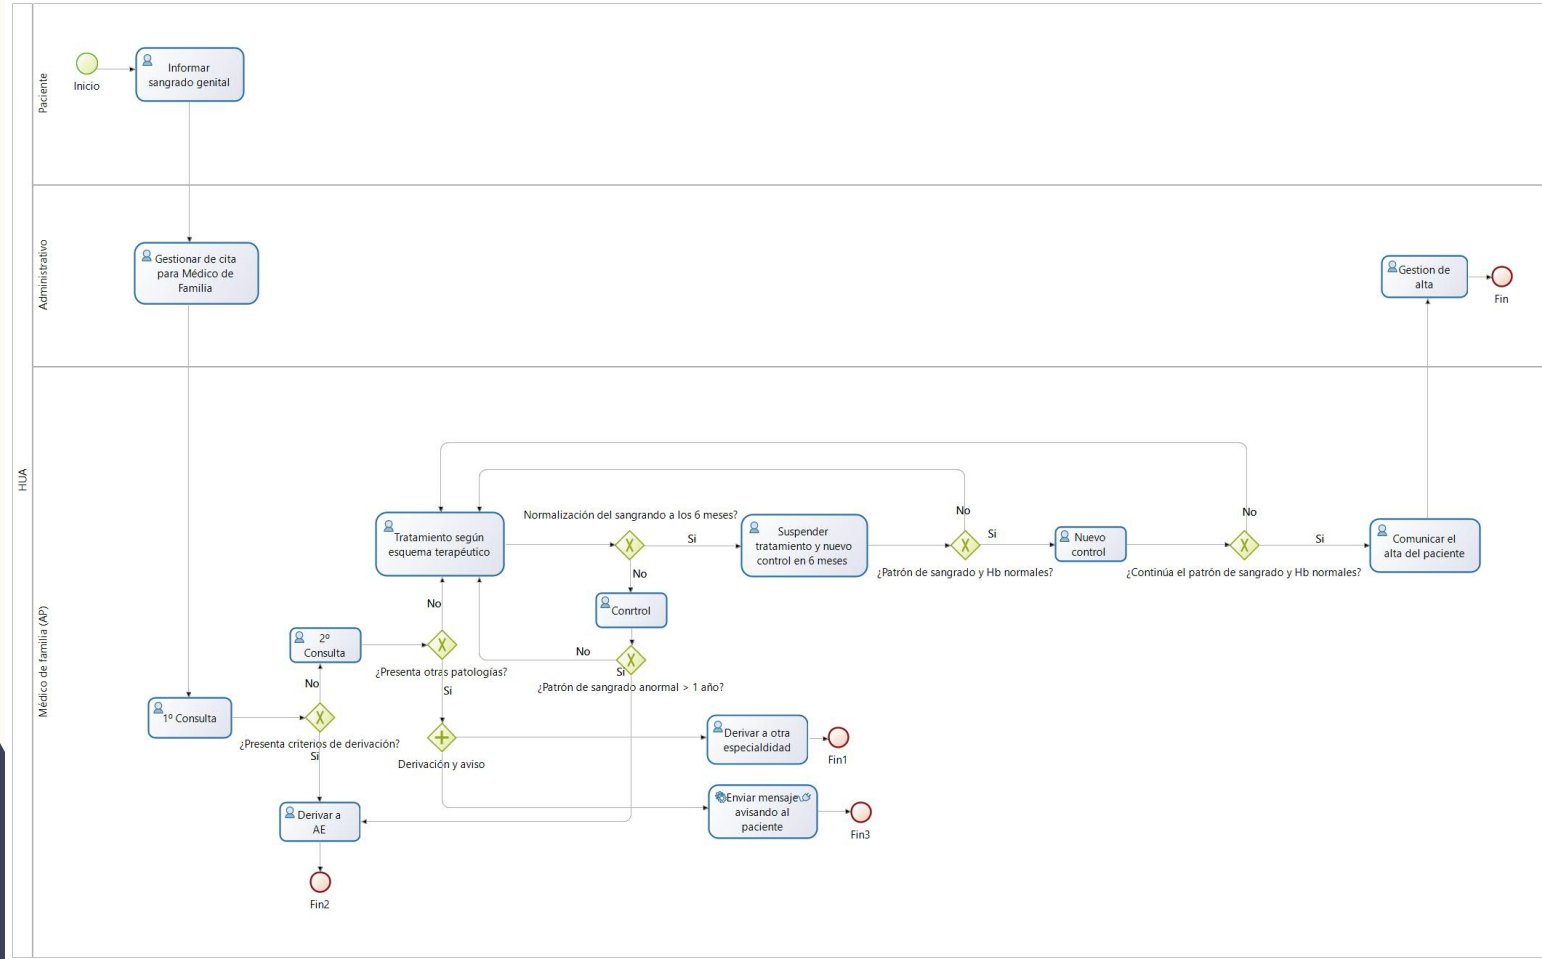 HUA
Paciente
Inicio
Informar
sangrado genital
Administrativo
Gestionar de cita
para Médico de
Familia
Gestion de
alta
Fin
Médico de familia (AP)
Normalización del sangrando a los 6 meses?
Tratamiento según
esquema terapéutico
Si
No
Suspender
tratamiento y nuevo
control en 6 meses
No
Si
¿Patrón de sangrado y Hb normales?
Nuevo
control
No
Si
¿Continúa el patrón de sangrado y Hb normales?
Comunicar el
alta del paciente
Conrtrol
No
Si
¿Patrón de sangrado anormal > 1 año?
2º
Consulta
No
¿Presenta otras patologías?
Si
1º Consulta
No
¿Presenta criterios de derivación?
Si
Derivación y aviso
Derivar a otra
especialdidad
Fin1
Enviar mensaje
avisando al
paciente
Fin3
Derivar a
AE
Fin2